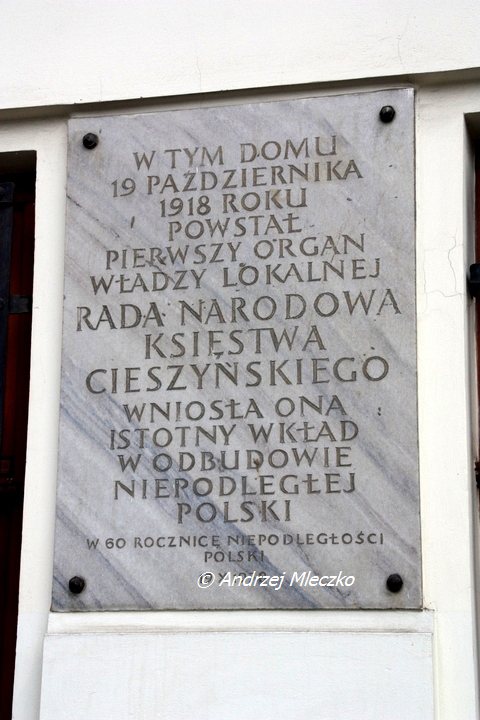 W TYM DOMU
19 PAŹDZIERNIKA
1918 ROKU
POWSTAŁ
PIERWSZY ORGAN
WŁADZY LOKALNEJ
RADA NARODOWA
KSIĘSTWA
CIESZYŃSKIEGO
WNIOSŁA ONA
ISTOTNY WKŁAD
W ODBUDOWIE
NIERODLEGŁEJ
POLSKI
W 60 ROCZNICĘ NIEPODLEGŁOŚCI
POLSKI
© Andrzej Mleczko